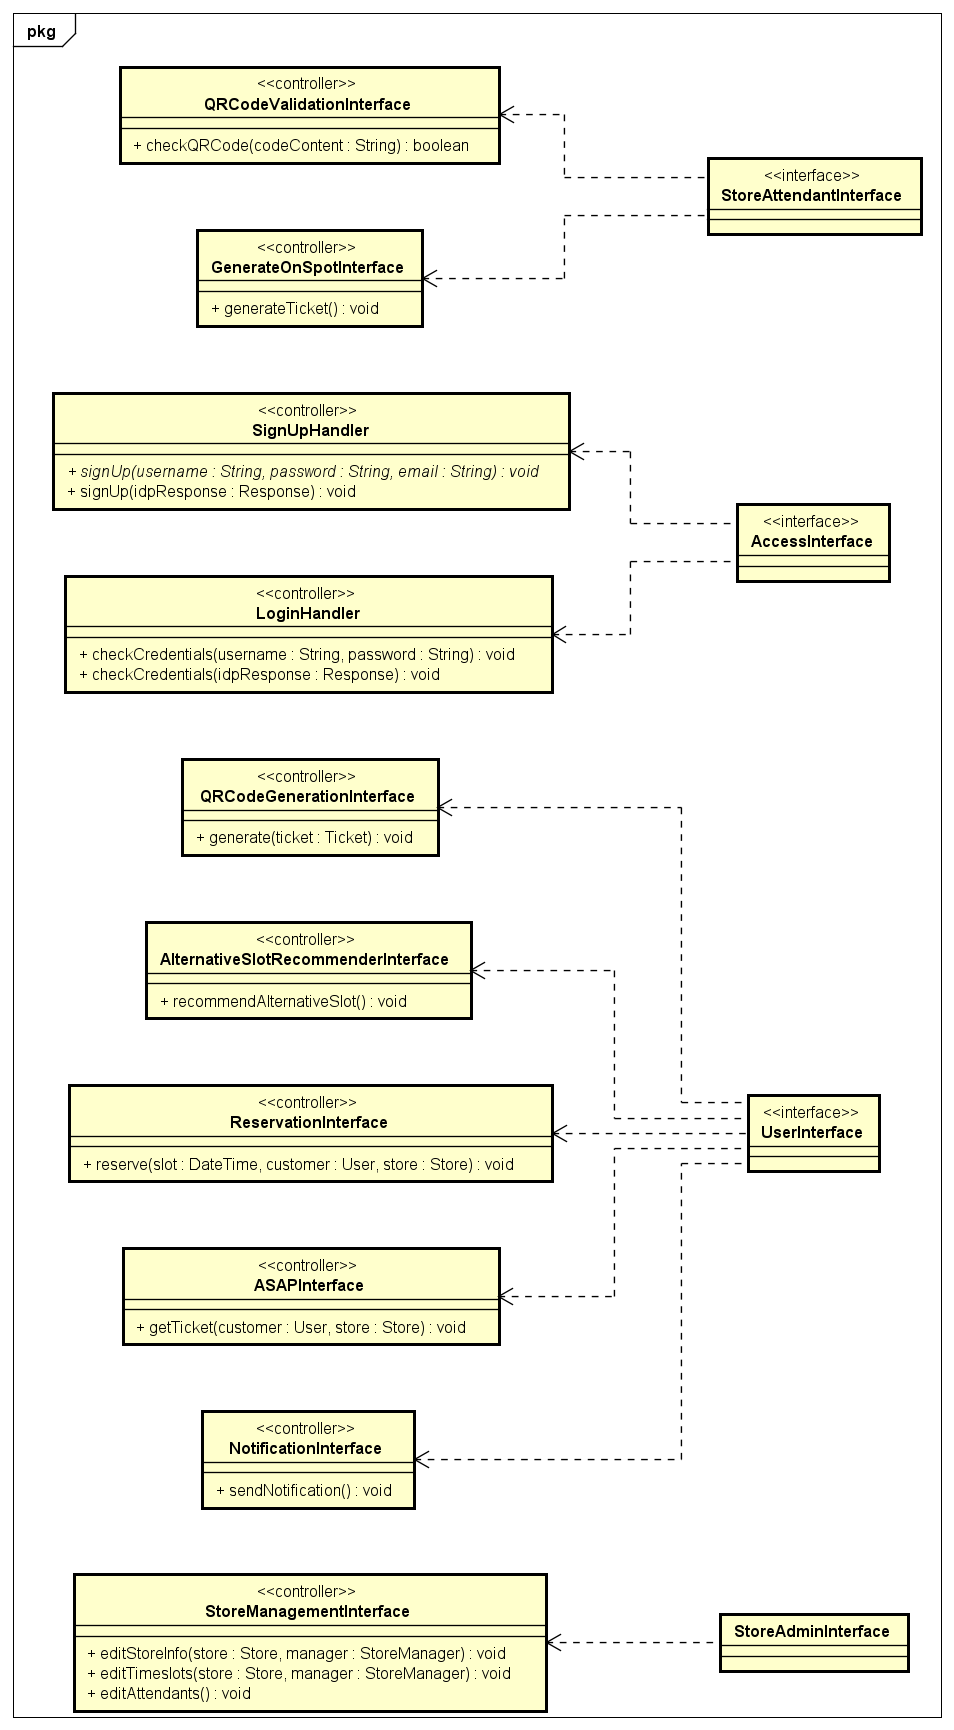 pkg
<<controller>>
QRCodeValidationInterface
+ checkQRCode(codeContent : String) : boolean
<<interface>>
StoreAttendantInterface
<<controller>>
GenerateOnSpotInterface
+ generateTicket() : void
<<controller>>
SignUpHandler
+ signUp(username : String, password : String, email : String) : void
+ signUp(idpResponse : Response) : void
<<interface>>
AccessInterface
<<controller>>
LoginHandler
+ checkCredentials(username : String, password : String) : void
+ checkCredentials(idpResponse : Response) : void
<<controller>>
QRCodeGenerationInterface
+ generate(ticket : Ticket) : void
<<controller>>
AlternativeSlotRecommenderInterface
+ recommendAlternativeSlot() : void
<<controller>>
ReservationInterface
+ reserve(slot : DateTime, customer : User, store : Store) : void
<<interface>>
UserInterface
<<controller>>
ASAPInterface
+ getTicket(customer : User, store : Store) : void
<<controller>>
NotificationInterface
+ sendNotification() : void
<<controller>>
StoreManagementInterface
+ editStoreInfo(store : Store, manager : StoreManager) : void
+ editTimeslots(store : Store, manager : StoreManager) : void
+ editAttendants() : void
StoreAdminInterface